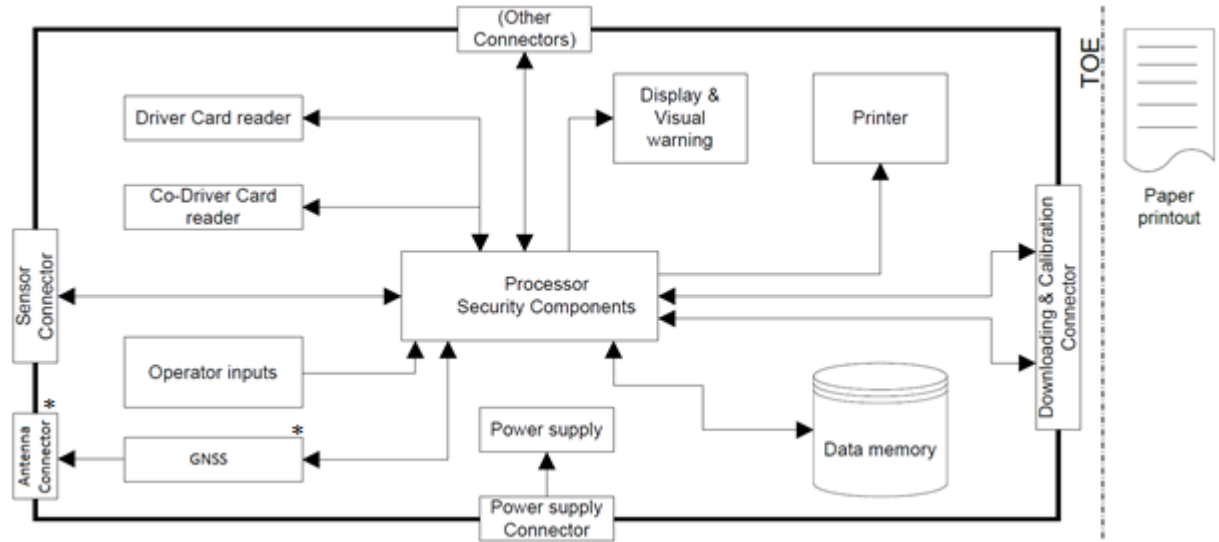 (Other
Connectors)
TOE
Driver Card reader
Display &
Visual
warning
Printer
Co-Driver Card
reader
Paper
printout
Sensor
Connector
Processor
Security Components
Downloading & Calibration
Connector
Operator inputs
*
Antenna
Connector
*
GNSS
Power supply
Data memory
Power supply
Connector